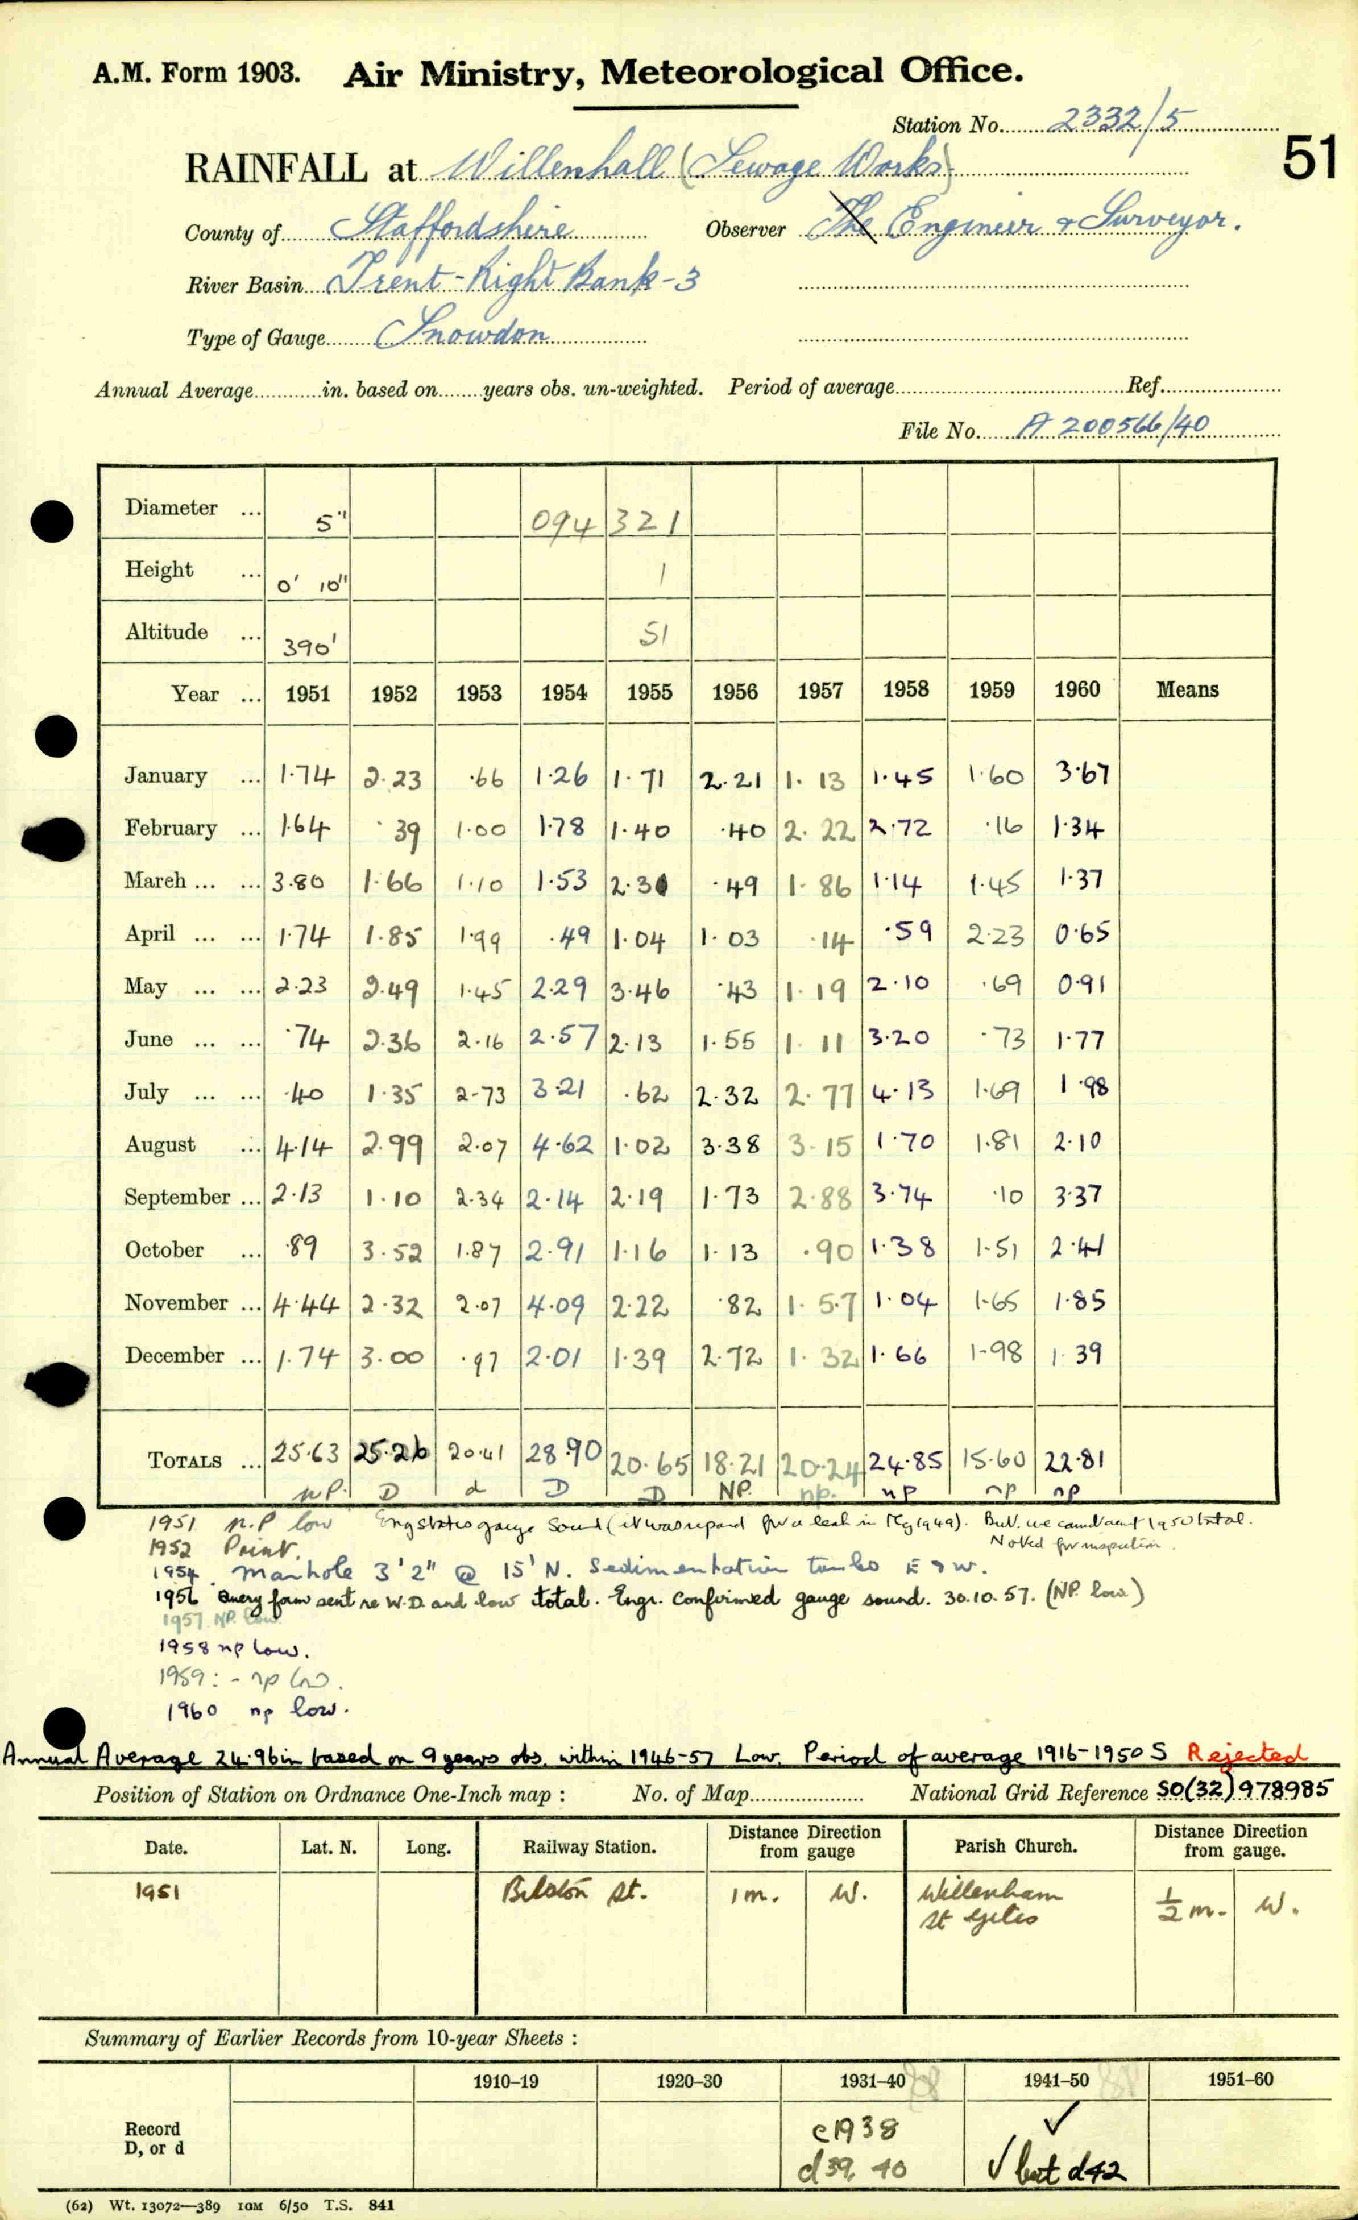 A.M. Form 1903. Air Ministry, Meteorological Office.
Station No. 2332/5
51
RAINFALL at Willenhall (Sewage Works)
County of Staffordshire Observer The Engineer & Surveyor.
River Basin Trent - Right Bank - 3
Type of Gauge Snowdon
Annual Average in. based on years obs. un-weighted. Period of average Ref.
File No. A 200566/40
Diameter ... 5" 094 321
Height ... 0' 10" 1
Altitude ... 390' 51
Year ... 1951 1952 1953 1954 1955 1956 1957 1958 1959 1960 Means
January ... 1.74 2.23 .66 1.26 1.71 2.21 1.13 1.45 1.60 3.67
February ... 1.64 .39 1.00 1.78 1.40 .40 2.22 2.72 .16 1.34
March ... ... 3.80 1.66 1.10 1.53 2.31 .49 1.86 1.14 1.45 1.37
April ... ... 1.74 1.85 1.99 .49 1.04 1.03 .14 .59 2.23 0.65
May ... ... 2.23 2.49 1.45 2.29 3.46 .43 1.19 2.10 .69 0.91
June ... ... .74 2.36 2.16 2.57 2.13 1.55 1.11 3.20 .73 1.77
July ... ... .40 1.35 2.73 3.21 .62 2.32 2.77 4.13 1.69 1.98
August ... 4.14 2.99 2.07 4.62 1.02 3.38 3.15 1.70 1.81 2.10
September ... 2.13 1.10 2.34 2.14 2.19 1.73 2.88 3.74 .10 3.37
October ... .89 3.52 1.87 2.91 1.16 1.13 .90 1.38 1.51 2.41
November ... 4.44 2.32 2.07 4.09 2.22 .82 1.57 1.04 1.65 1.85
December ... 1.74 3.00 .97 2.01 1.39 2.72 1.32 1.66 1.98 1.39
TOTALS ... 25.63 25.26 20.41 28.90 20.65 18.21 20.24 24.85 15.60 22.81
n.P. D d D D NP. np. np np np
1951 n.P low Eng states gauge sound (it was repaired for a leak in 1949). But we 1950 total.
Noted for inspection.
1952 Print.
1954. Manhole 3'2" @ 15' N. Sedimentation tanks E & W.
1956 Query form sent re W.D. and low total. Engr. confirmed gauge sound. 30.10.57. (NP. low)
1957 NP. low
1958 np low.
1959: - np low.
1960 np low.
Annual Average 24.96in based on 9 years obs. within 1946-57 Low. Period of average 1916-1950 S Rejected
Position of Station on Ordnance One-Inch map : No. of Map National Grid Reference SO(32)978985
Date. Lat. N. Long. Railway Station. Distance Direction from gauge Parish Church. Distance Direction from gauge.
1951 Bilston St. 1m. W. Willenham St Giles 1/2 m. W.
Summary of Earlier Records from 10-year Sheets :
1910–19 1920–30 1931–40 1941–50 1951–60
Record D, or d
c1938 ✓
d39, 40 ✓ but d42
(62) Wt. 13072—389 10M 6/50 T.S. 841